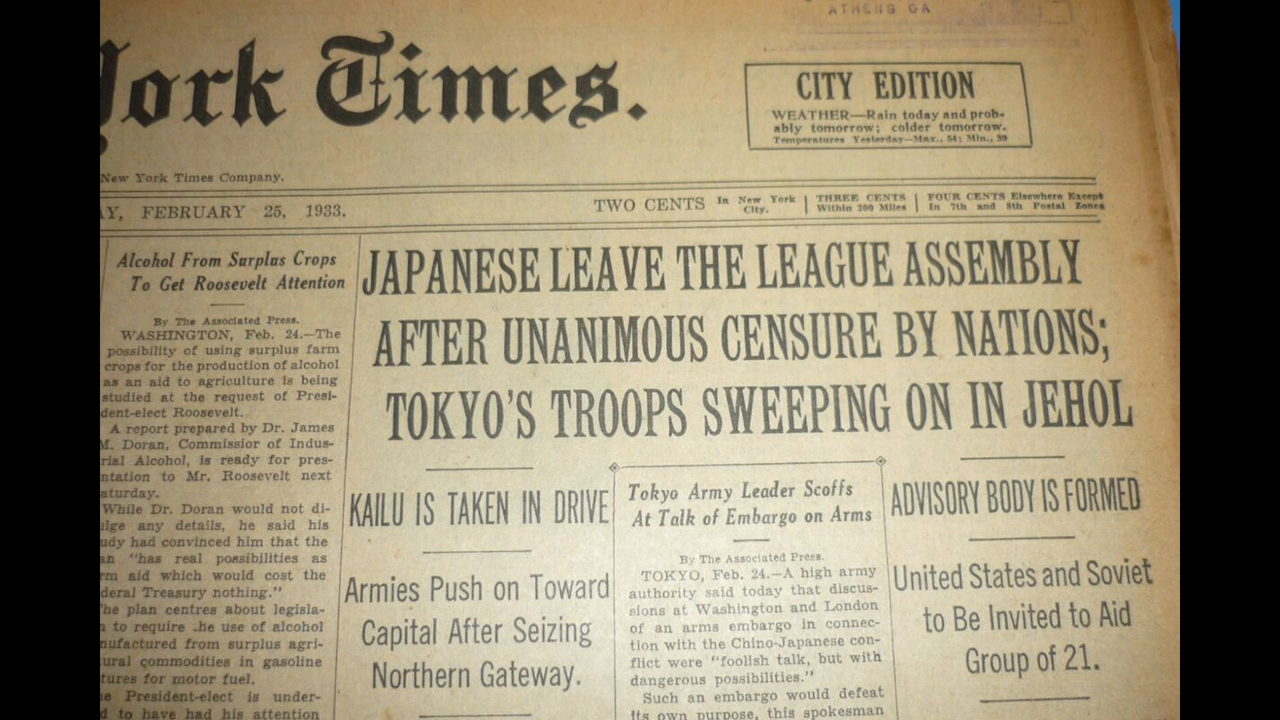 ATHENS GA
York Times.
CITY EDITION
WEATHER—Rain today and prob-
ably tomorrow; colder tomorrow.
Temperatures Yesterday—Max., 54; Min., 39
New York Times Company.
AY, FEBRUARY 25, 1933.
TWO CENTS In New York City. | THREE CENTS Within 200 Miles | FOUR CENTS Elsewhere Except In 7th and 8th Postal Zones
Alcohol From Surplus Crops
To Get Roosevelt Attention
By The Associated Press.
WASHINGTON, Feb. 24.—The
possibility of using surplus farm
crops for the production of alcohol
as an aid to agriculture is being
studied at the request of Presi-
dent-elect Roosevelt.
A report prepared by Dr. James
M. Doran, Commissior of Indus-
rial Alcohol, is ready for pres-
ntation to Mr. Roosevelt next
aturday.
While Dr. Doran would not di-
ulge any details, he said his
udy had convinced him that the
an "has real possibilities as
rm aid which would cost the
deral Treasury nothing."
he plan centres about legisla-
n to require he use of alcohol
nufactured from surplus agri-
ural commodities in gasoline
tures for motor fuel.
e President-elect is under-
d to have had his attention
JAPANESE LEAVE THE LEAGUE ASSEMBLY
AFTER UNANIMOUS CENSURE BY NATIONS;
TOKYO'S TROOPS SWEEPING ON IN JEHOL
KAILU IS TAKEN IN DRIVE
Armies Push on Toward
Capital After Seizing
Northern Gateway.
Tokyo Army Leader Scoffs
At Talk of Embargo on Arms
By The Associated Press.
TOKYO, Feb. 24.—A high army
authority said today that discus-
sions at Washington and London
of an arms embargo in connec-
tion with the Chino-Japanese con-
flict were "foolish talk, but with
dangerous possibilities."
Such an embargo would defeat
its own purpose, this spokesman
ADVISORY BODY IS FORMED
United States and Soviet
to Be Invited to Aid
Group of 21.